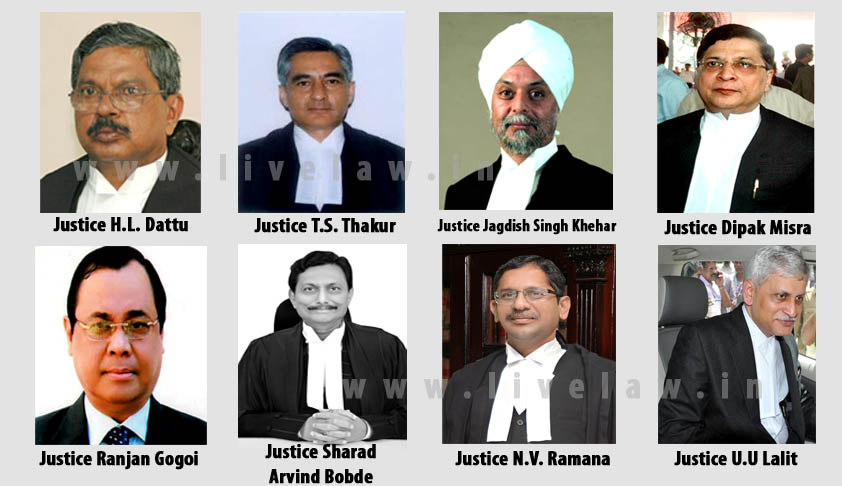 www.livelaw.in
Justice H.L. Dattu
Justice T.S. Thakur
Justice Jagdish Singh Khehar
Justice Dipak Misra
www.livelaw.in
Justice Ranjan Gogoi
Justice Sharad
Arvind Bobde
Justice N.V. Ramana
Justice U.U Lalit